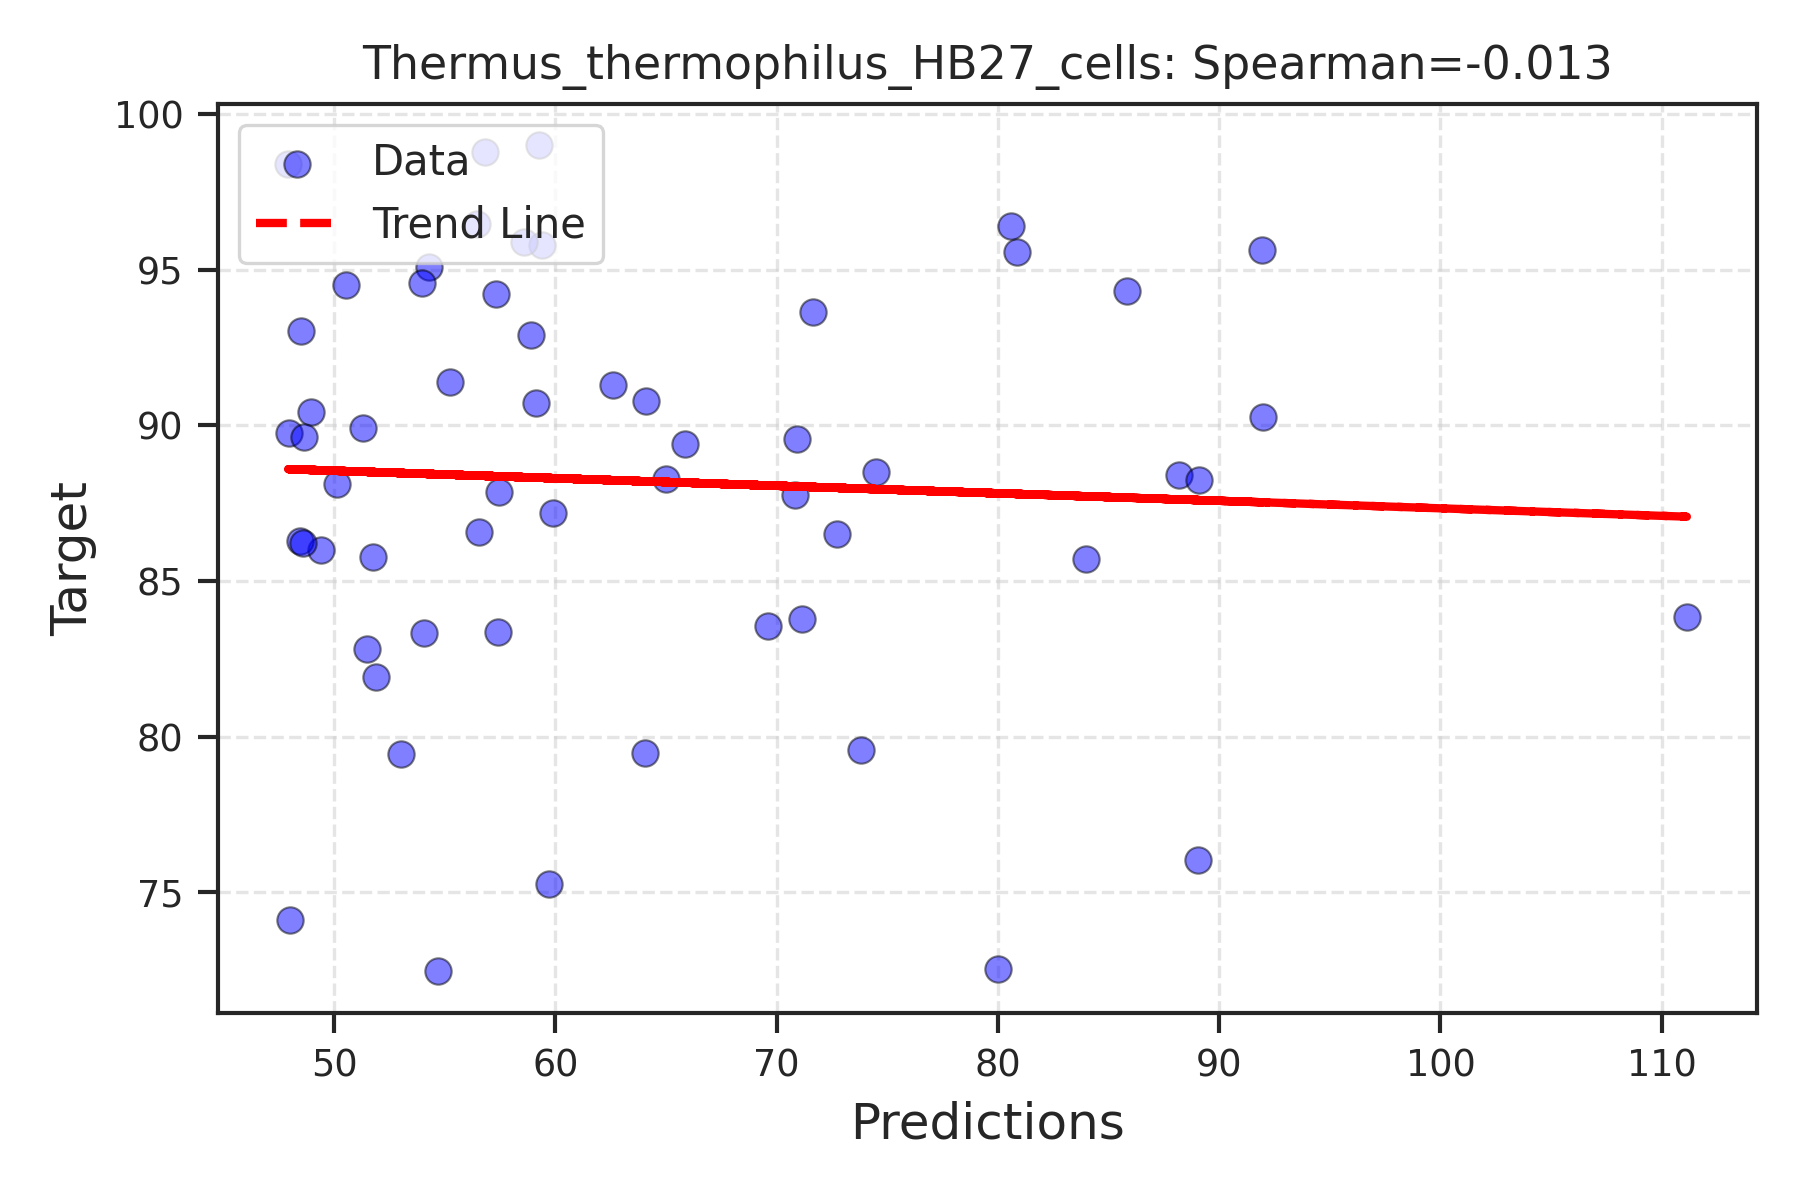 Thermus_thermophilus_HB27_cells: Spearman=-0.013
100
95
90
85
80
75
Target
Data
Trend Line
50 60 70 80 90 100 110
Predictions